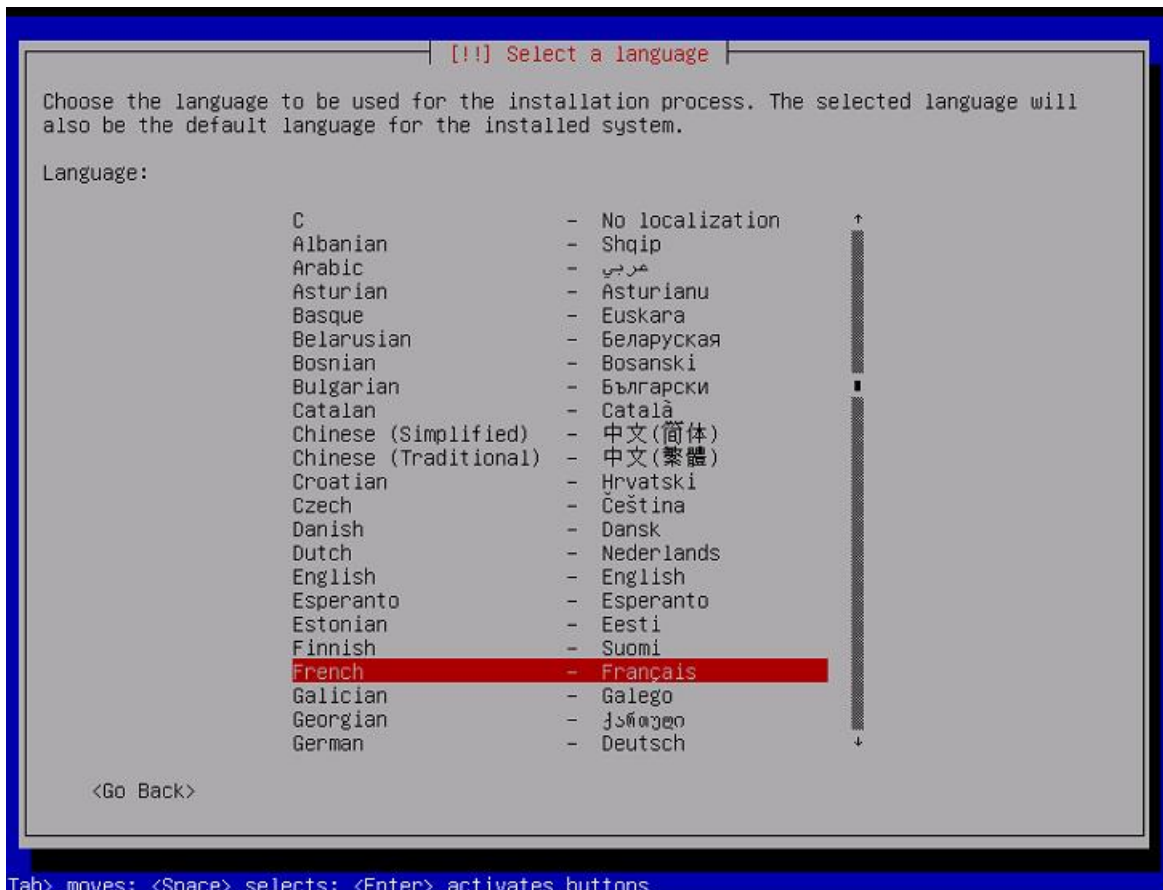 [!!] Select a language
Choose the language to be used for the installation process. The selected language will
also be the default language for the installed system.
Language:
C - No localization
Albanian - Shqip
Arabic - عربي
Asturian - Asturianu
Basque - Euskara
Belarusian - Беларуская
Bosnian - Bosanski
Bulgarian - Български
Catalan - Català
Chinese (Simplified) - 中文(简体)
Chinese (Traditional) - 中文(繁體)
Croatian - Hrvatski
Czech - Čeština
Danish - Dansk
Dutch - Nederlands
English - English
Esperanto - Esperanto
Estonian - Eesti
Finnish - Suomi
French - Français
Galician - Galego
Georgian - ქართული
German - Deutsch
<Go Back>
Tab> moves; <Space> selects; <Enter> activates buttons